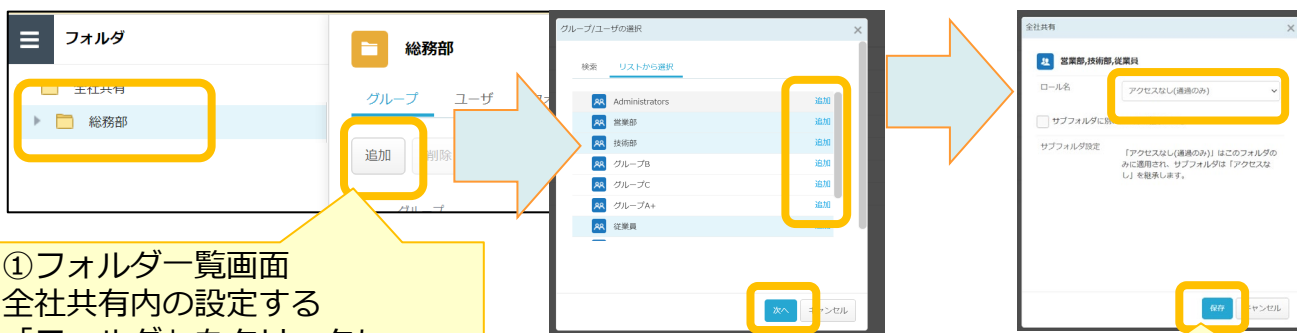 フォルダ
全社共有
総務部
総務部
グループ ユーザ
追加 削除
グループ
①フォルダ一覧画面
全社共有内の設定する
グループ/ユーザの選択 ×
検索 リストから選択
Administrators 追加
営業部 追加
技術部 追加
グループB 追加
グループC 追加
グループA+ 追加
従業員
次へ キャンセル
全社共有 ×
営業部,技術部,従業員
ロール名 アクセスなし(通過のみ)
サブフォルダに
サブフォルダ設定 「アクセスなし(通過のみ)」はこのフォルダの
みに適用され、サブフォルダは「アクセスな
し」を継承します。
保存 キャンセル